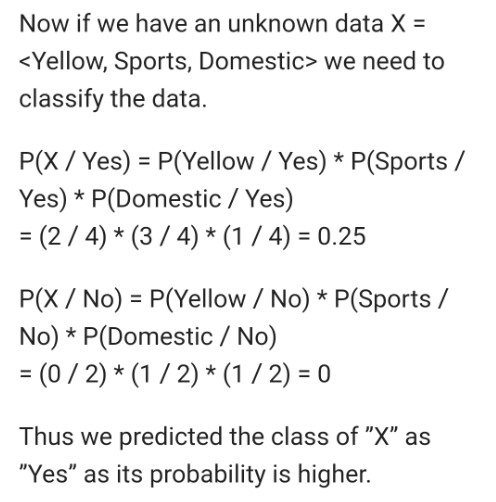 Now if we have an unknown data X =
<Yellow, Sports, Domestic> we need to
classify the data.
P(X / Yes) = P(Yellow / Yes) * P(Sports /
Yes) * P(Domestic / Yes)
= (2 / 4) * (3 / 4) * (1 / 4) = 0.25
P(X / No) = P(Yellow / No) * P(Sports /
No) * P(Domestic / No)
= (0 / 2) * (1 / 2) * (1 / 2) = 0
Thus we predicted the class of ”X” as
”Yes” as its probability is higher.